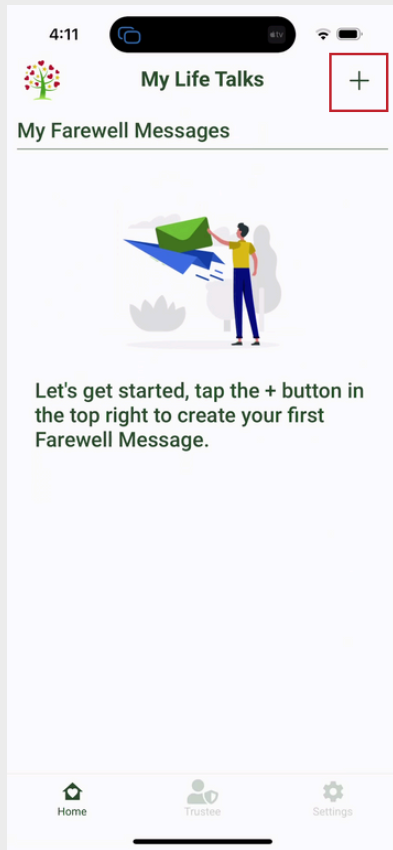 4:11
tv
My Life Talks
+
My Farewell Messages
Let's get started, tap the + button in
the top right to create your first
Farewell Message.
Home
Trustee
Settings